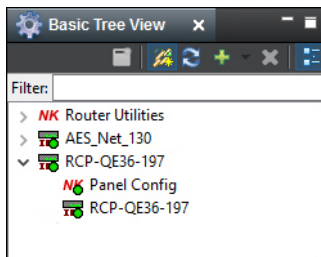 Basic Tree View
Filter:
NK Router Utilities
AES_Net_130
RCP-QE36-197
NK Panel Config
RCP-QE36-197